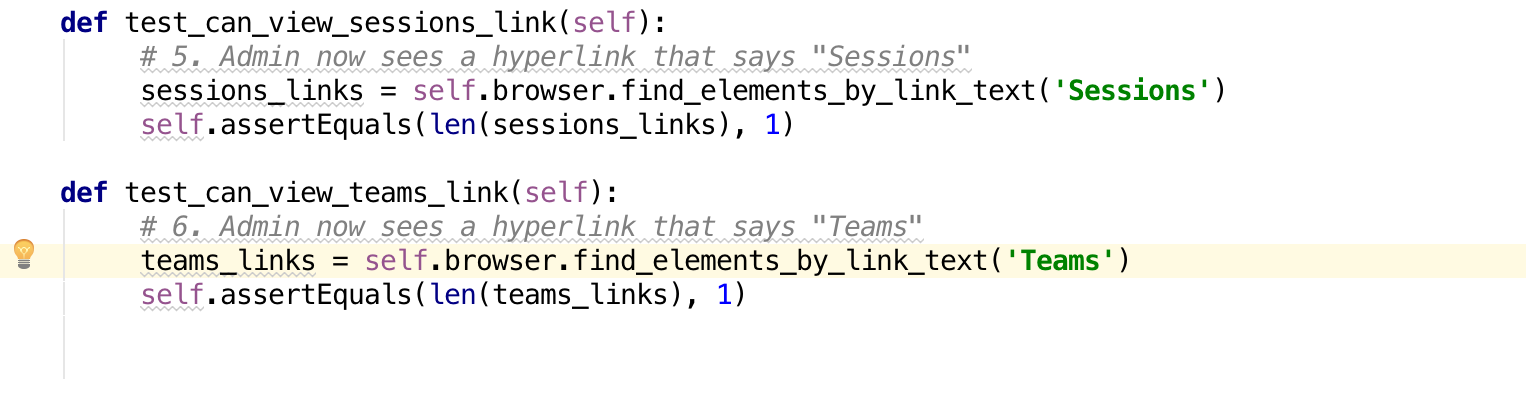 def test_can_view_sessions_link(self):
# 5. Admin now sees a hyperlink that says "Sessions"
sessions_links = self.browser.find_elements_by_link_text('Sessions')
self.assertEquals(len(sessions_links), 1)
def test_can_view_teams_link(self):
# 6. Admin now sees a hyperlink that says "Teams"
teams_links = self.browser.find_elements_by_link_text('Teams')
self.assertEquals(len(teams_links), 1)